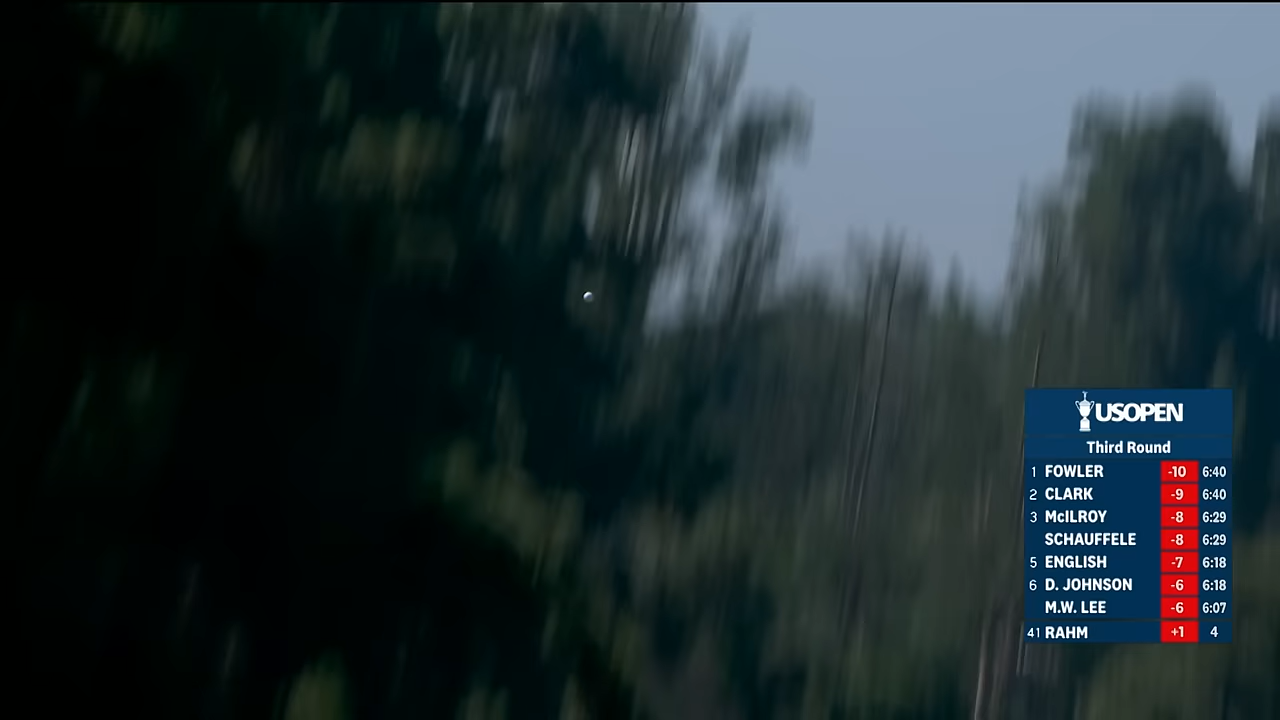 USOPEN
Third Round
1 FOWLER -10 6:40
2 CLARK -9 6:40
3 McILROY -8 6:29
SCHAUFFELE -8 6:29
5 ENGLISH -7 6:18
6 D. JOHNSON -6 6:18
M.W. LEE -6 6:07
41 RAHM +1 4